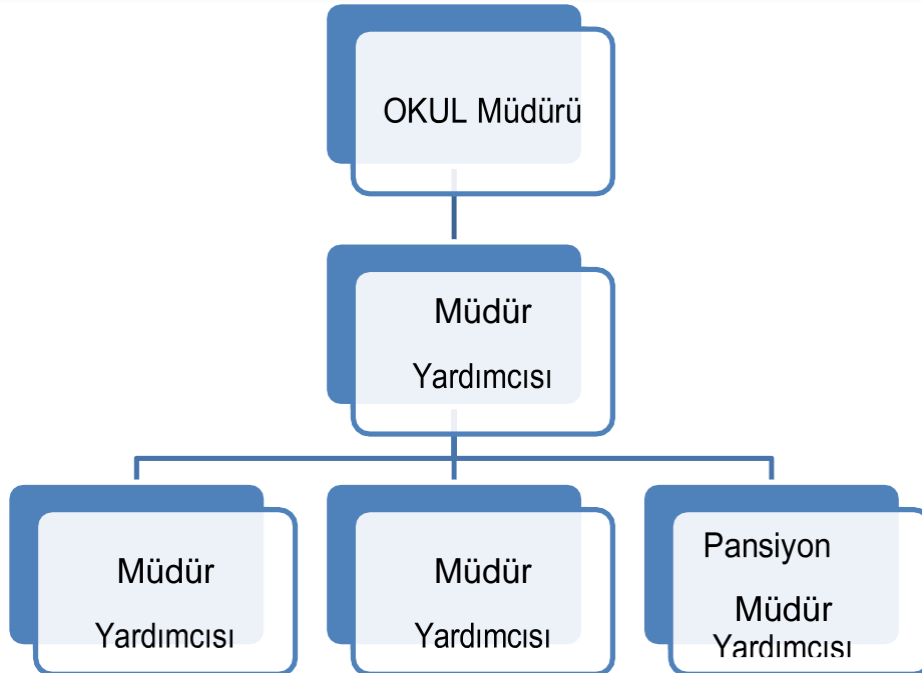 OKUL Müdürü
Müdür
Yardımcısı
Müdür
Yardımcısı
Müdür
Yardımcısı
Pansiyon
Müdür
Yardımcısı